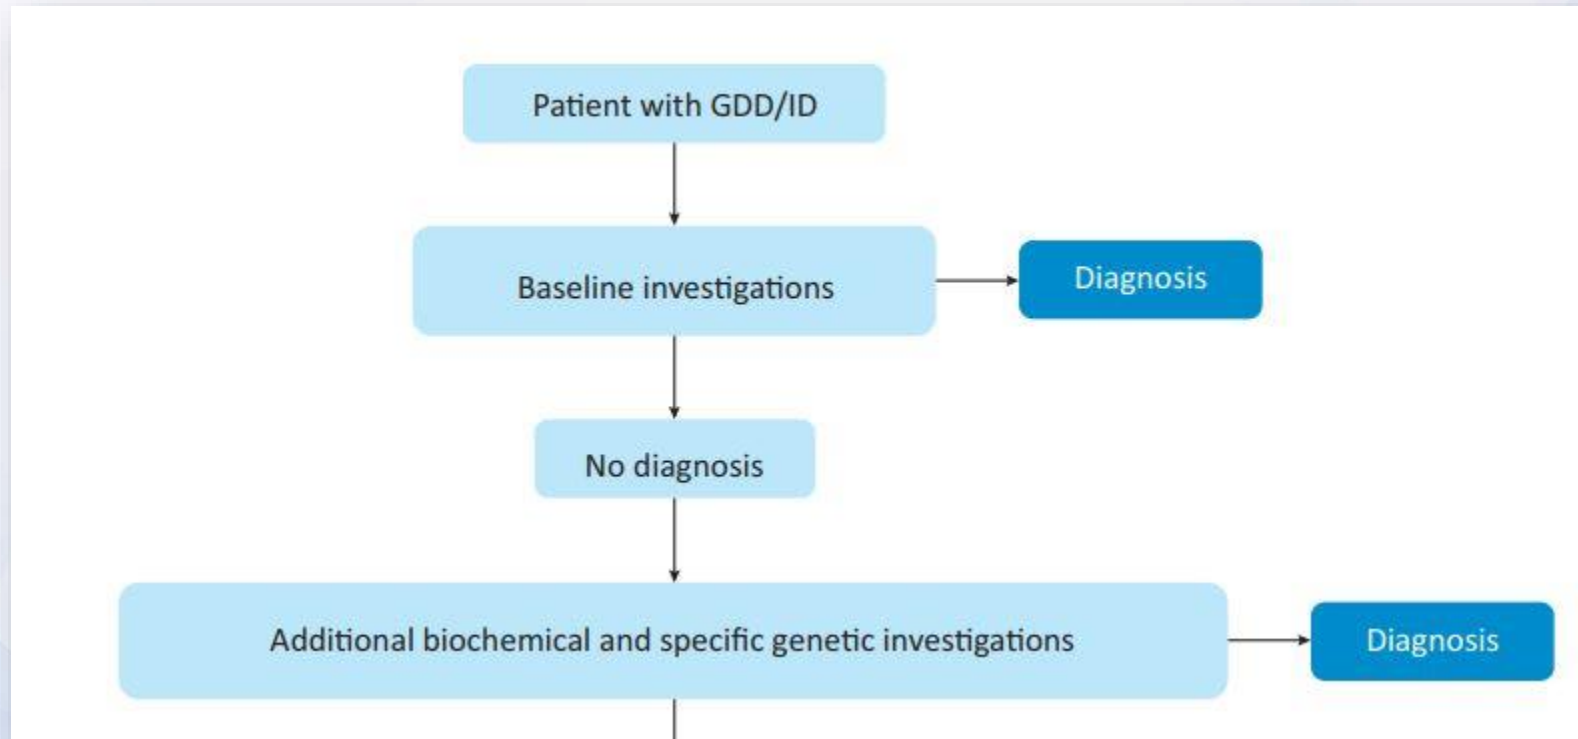 Patient with GDD/ID
Baseline investigations
Diagnosis
No diagnosis
Additional biochemical and specific genetic investigations
Diagnosis